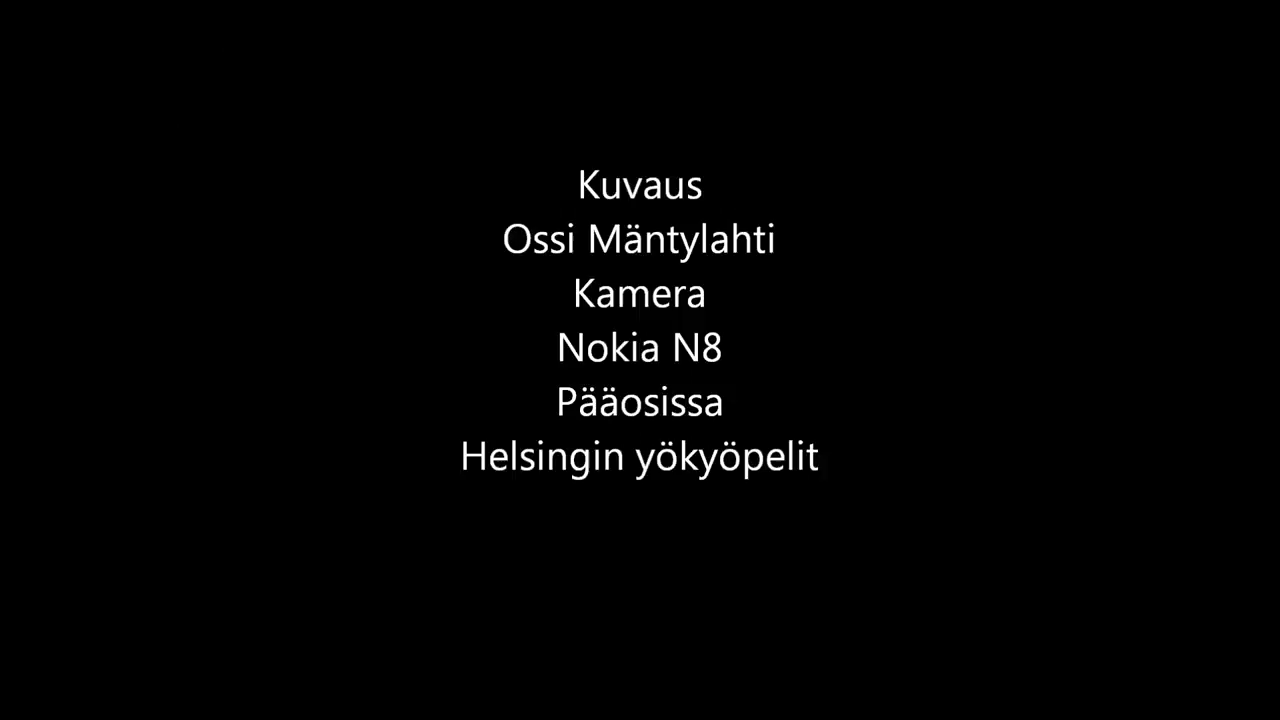 Kuvaus
Ossi Mäntylahti
Kamera
Nokia N8
Pääosissa
Helsingin yökyöpelit